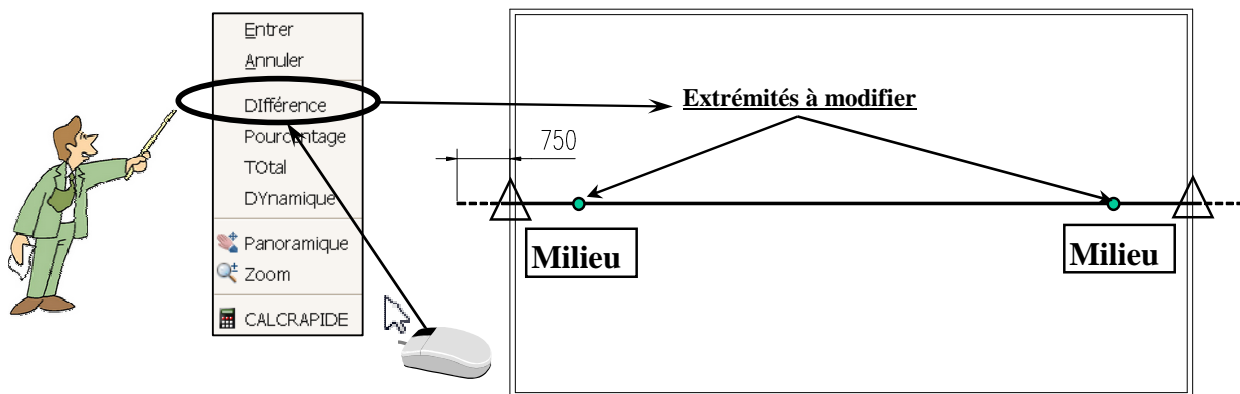 Entrer
Annuler
DIfférence
Pourcentage
TOtal
DYnamique
Panoramique
Zoom
CALCRAPIDE
Extrémités à modifier
750
Milieu
Milieu